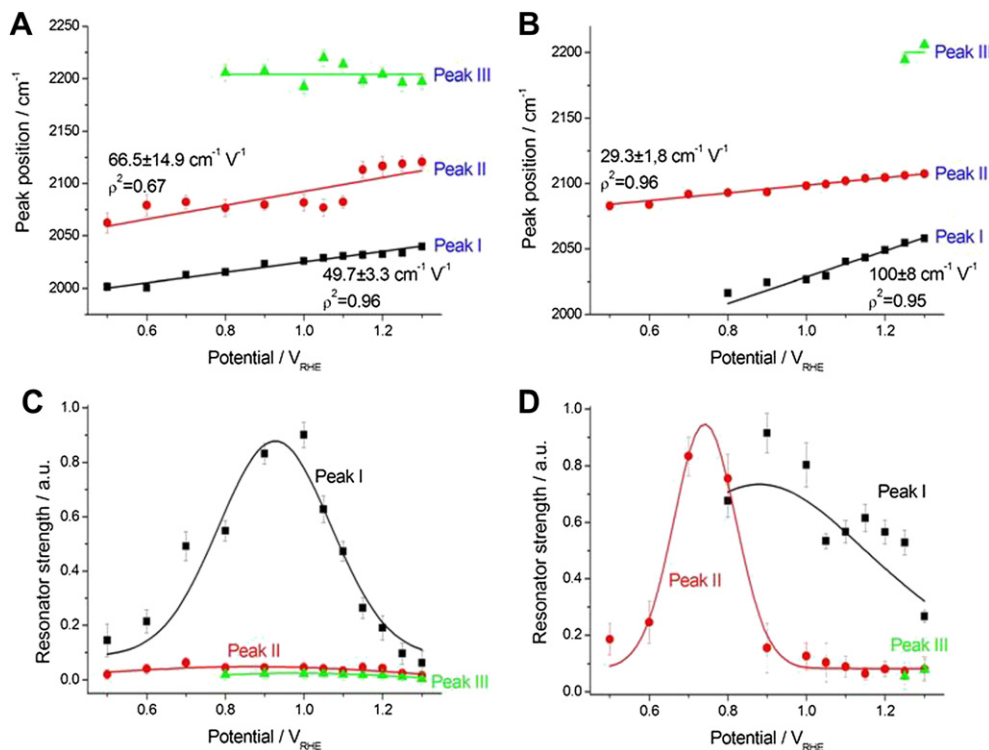 A
2250
2200
2150
2100
2050
2000
Peak position / cm⁻¹
Peak III
66.5±14.9 cm⁻¹ V⁻¹
ρ²=0.67
Peak II
Peak I
49.7±3.3 cm⁻¹ V⁻¹
ρ²=0.96
0.6 0.8 1.0 1.2
Potential / V_RHE
B
2200
2150
2100
2050
2000
Peak position / cm⁻¹
Peak III
29.3±1,8 cm⁻¹ V⁻¹
ρ²=0.96
Peak II
Peak I
100±8 cm⁻¹ V⁻¹
ρ²=0.95
0.6 0.8 1.0 1.2
Potential / V_RHE
C
1.0
0.8
0.6
0.4
0.2
0.0
Resonator strength / a.u.
Peak I
Peak II
Peak III
0.6 0.8 1.0 1.2
Potential / V_RHE
D
1.0
0.8
0.6
0.4
0.2
0.0
Resonator strength / a.u.
Peak I
Peak II
Peak III
0.6 0.8 1.0 1.2
Potential / V_RHE